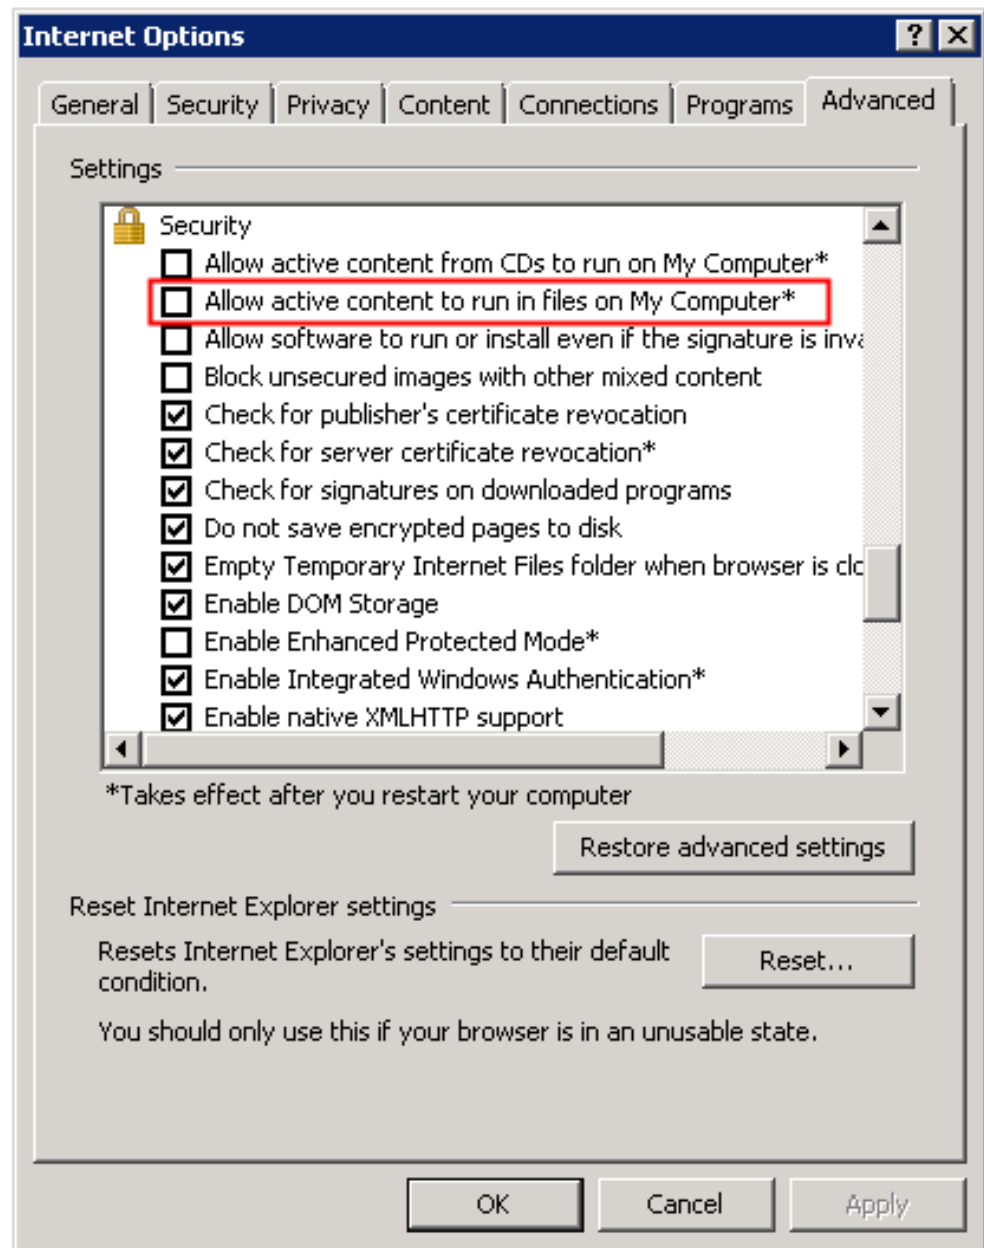 Internet Options
General Security Privacy Content Connections Programs Advanced
Settings
Security
Allow active content from CDs to run on My Computer*
Allow active content to run in files on My Computer*
Allow software to run or install even if the signature is inva
Block unsecured images with other mixed content
Check for publisher's certificate revocation
Check for server certificate revocation*
Check for signatures on downloaded programs
Do not save encrypted pages to disk
Empty Temporary Internet Files folder when browser is clo
Enable DOM Storage
Enable Enhanced Protected Mode*
Enable Integrated Windows Authentication*
Enable native XMLHTTP support
*Takes effect after you restart your computer
Restore advanced settings
Reset Internet Explorer settings
Resets Internet Explorer's settings to their default
condition.
Reset...
You should only use this if your browser is in an unusable state.
OK Cancel Apply